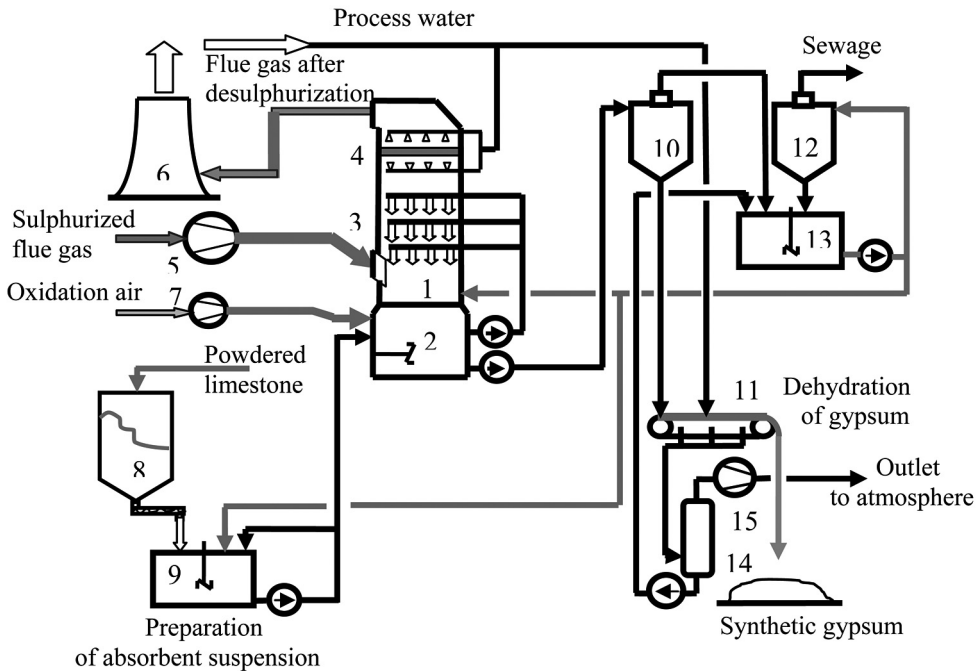 Process water
Flue gas after
desulphurization
Sewage
4
6
10
12
Sulphurized
flue gas
3
13
5
1
Oxidation air
7
2
Powdered
limestone
11
Dehydration
of gypsum
8
Outlet
to atmosphere
15
9
14
Preparation
of absorbent suspension
Synthetic gypsum